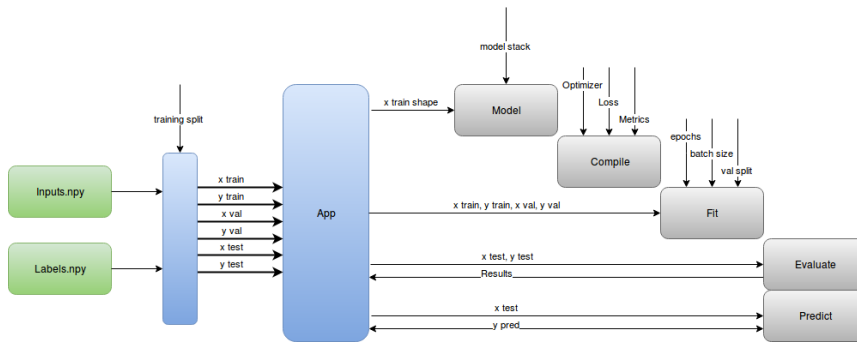 model stack
Optimizer
x train shape
Model
Loss
training split
Metrics
epochs
batch size
Compile
val split
Inputs.npy
x train
y train
x val
App
x train, y train, x val, y val
Fit
y val
x test
x test, y test
Labels.npy
y test
Results
Evaluate
x test
Predict
y pred